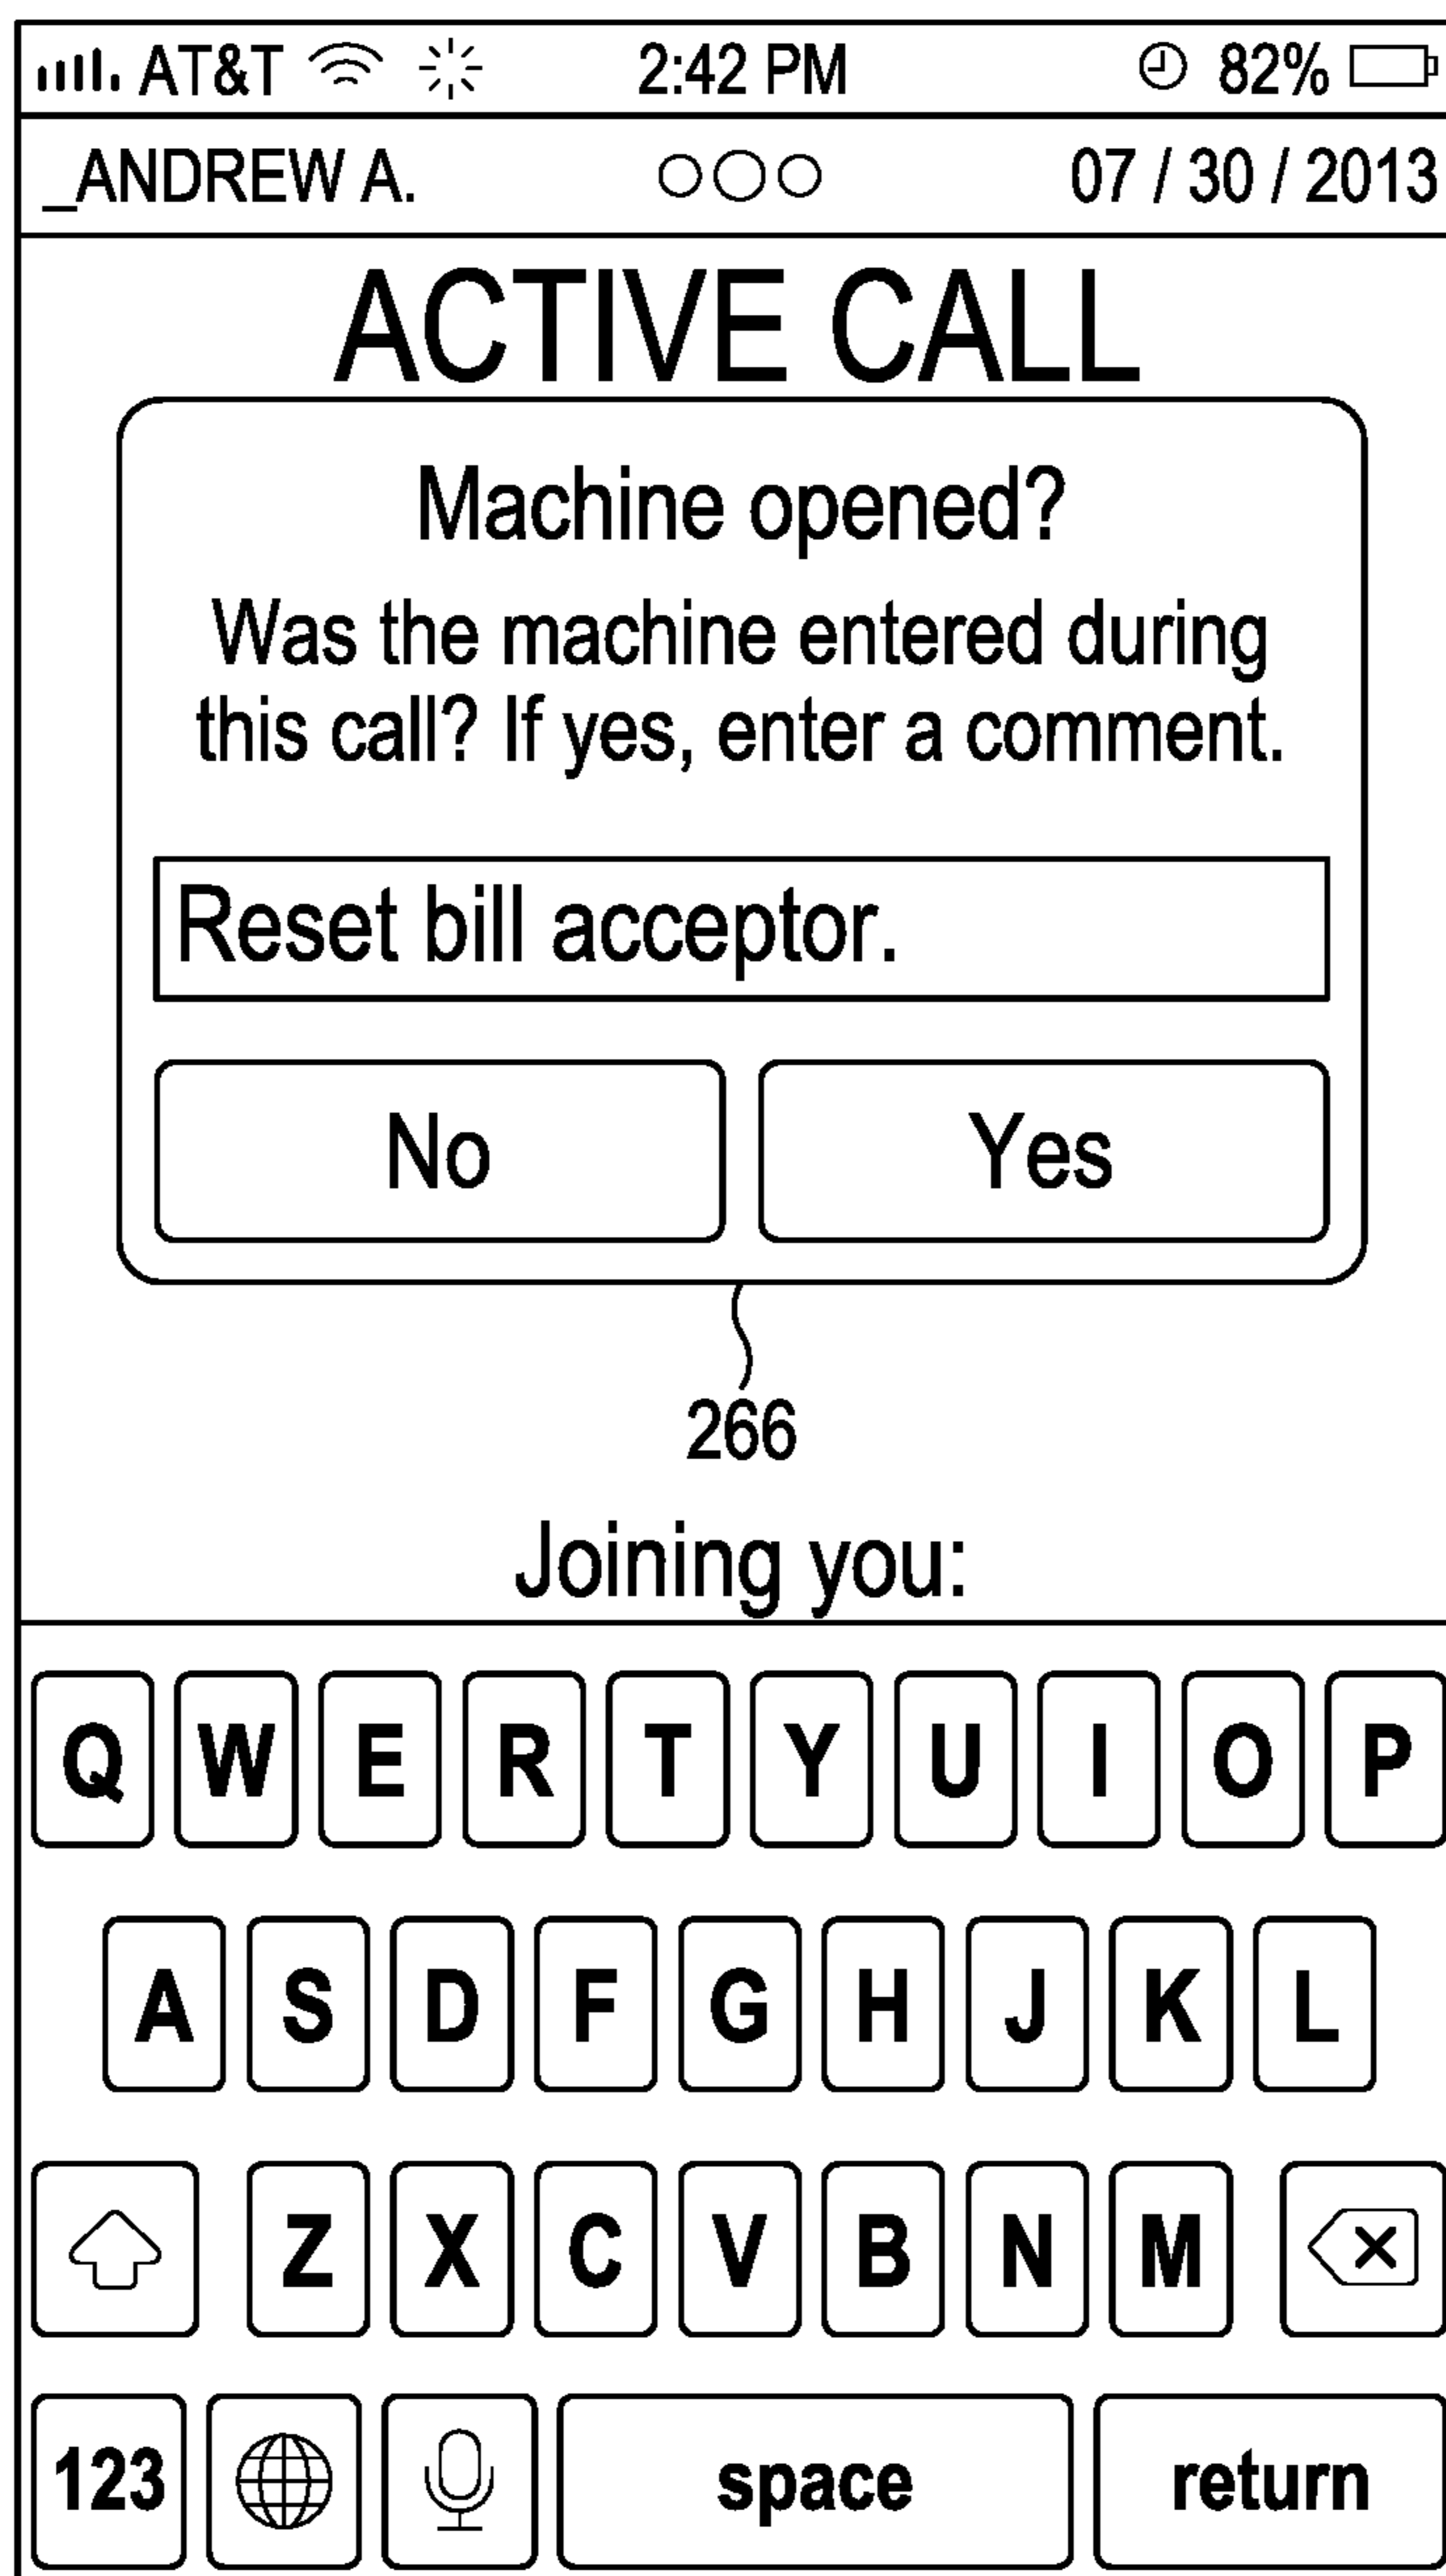 AT&T 2:42 PM 82%
_ANDREW A. 07 / 30 / 2013
ACTIVE CALL
Machine opened?
Was the machine entered during
this call? If yes, enter a comment.
Reset bill acceptor.
No Yes
266
Joining you:
Q W E R T Y U I O P
A S D F G H J K L
Z X C V B N M
123 space return